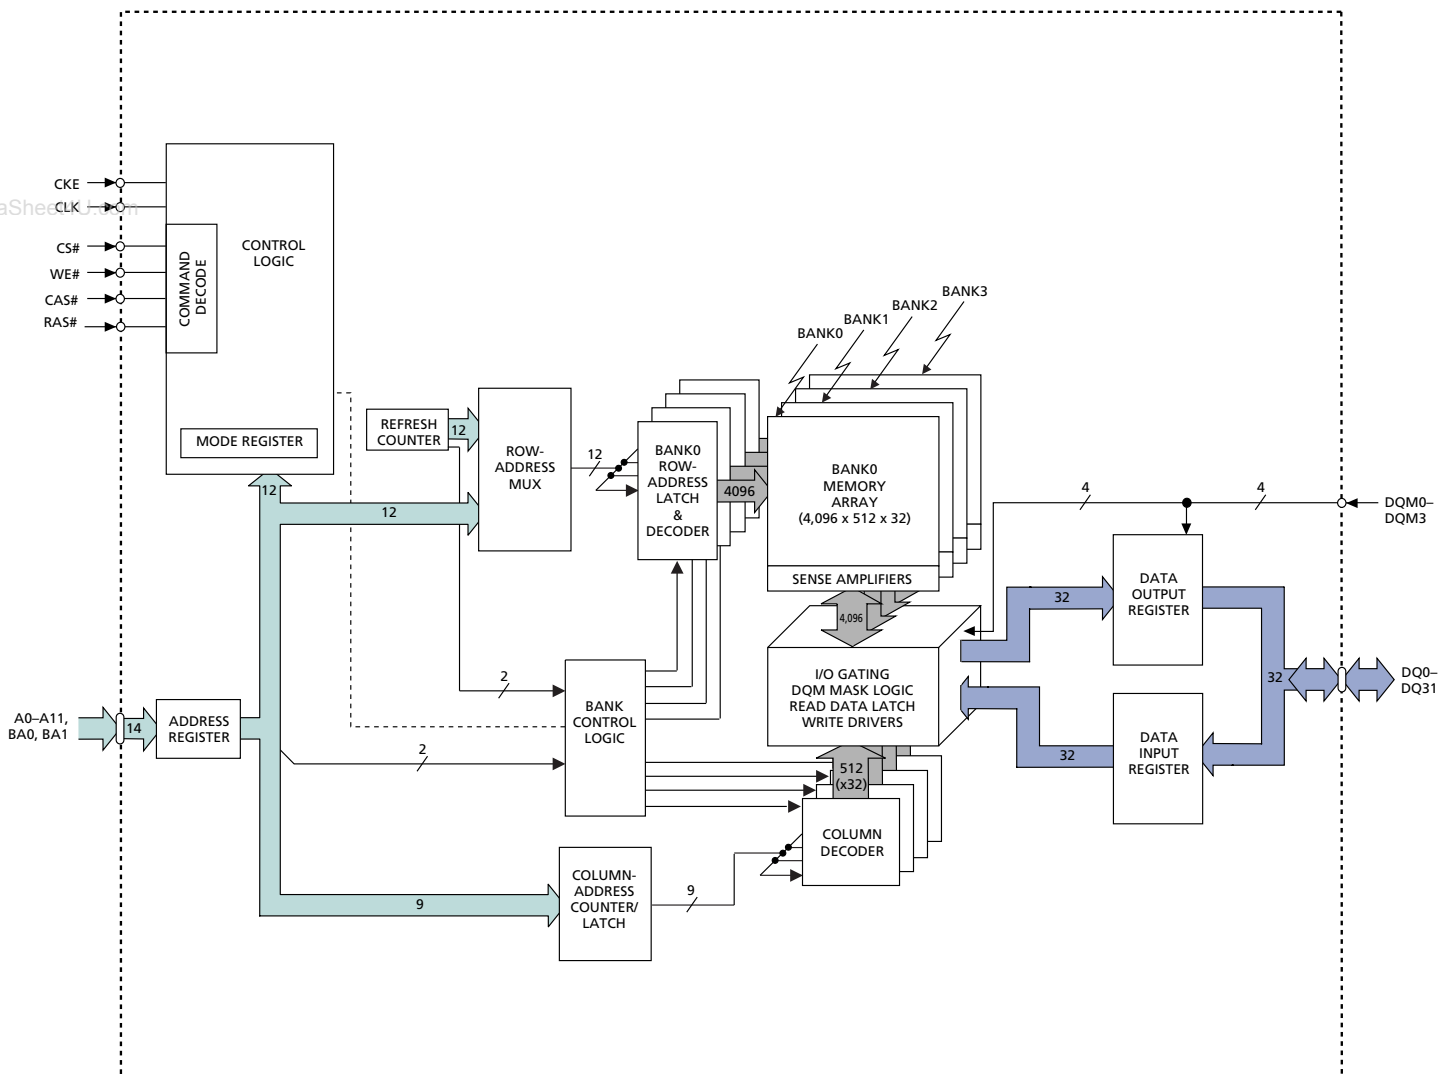 CKE
aSheet4U.com
CLK
CS#
WE#
CAS#
RAS#
COMMAND
DECODE
CONTROL
LOGIC
MODE REGISTER
12
REFRESH
COUNTER
12
12
ROW-
ADDRESS
MUX
12
BANK0
ROW-
ADDRESS
LATCH
&
DECODER
4096
BANK0
BANK1
BANK2
BANK3
BANK0
MEMORY
ARRAY
(4,096 x 512 x 32)
SENSE AMPLIFIERS
4,096
I/O GATING
DQM MASK LOGIC
READ DATA LATCH
WRITE DRIVERS
512
(x32)
COLUMN
DECODER
2
2
BANK
CONTROL
LOGIC
A0–A11,
BA0, BA1
14
ADDRESS
REGISTER
9
COLUMN-
ADDRESS
COUNTER/
LATCH
9
4
4
DQM0–
DQM3
32
DATA
OUTPUT
REGISTER
32
DATA
INPUT
REGISTER
32
DQ0–
DQ31